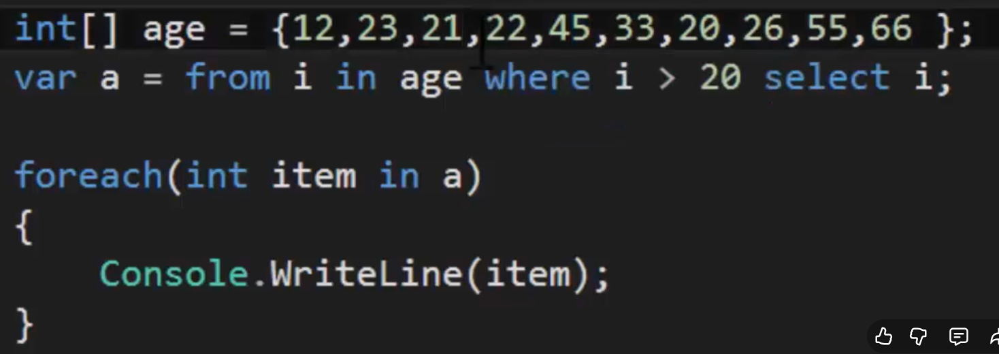 int[] age = {12,23,21,22,45,33,20,26,55,66 };
var a = from i in age where i > 20 select i;
foreach(int item in a)
{
Console.WriteLine(item);
}